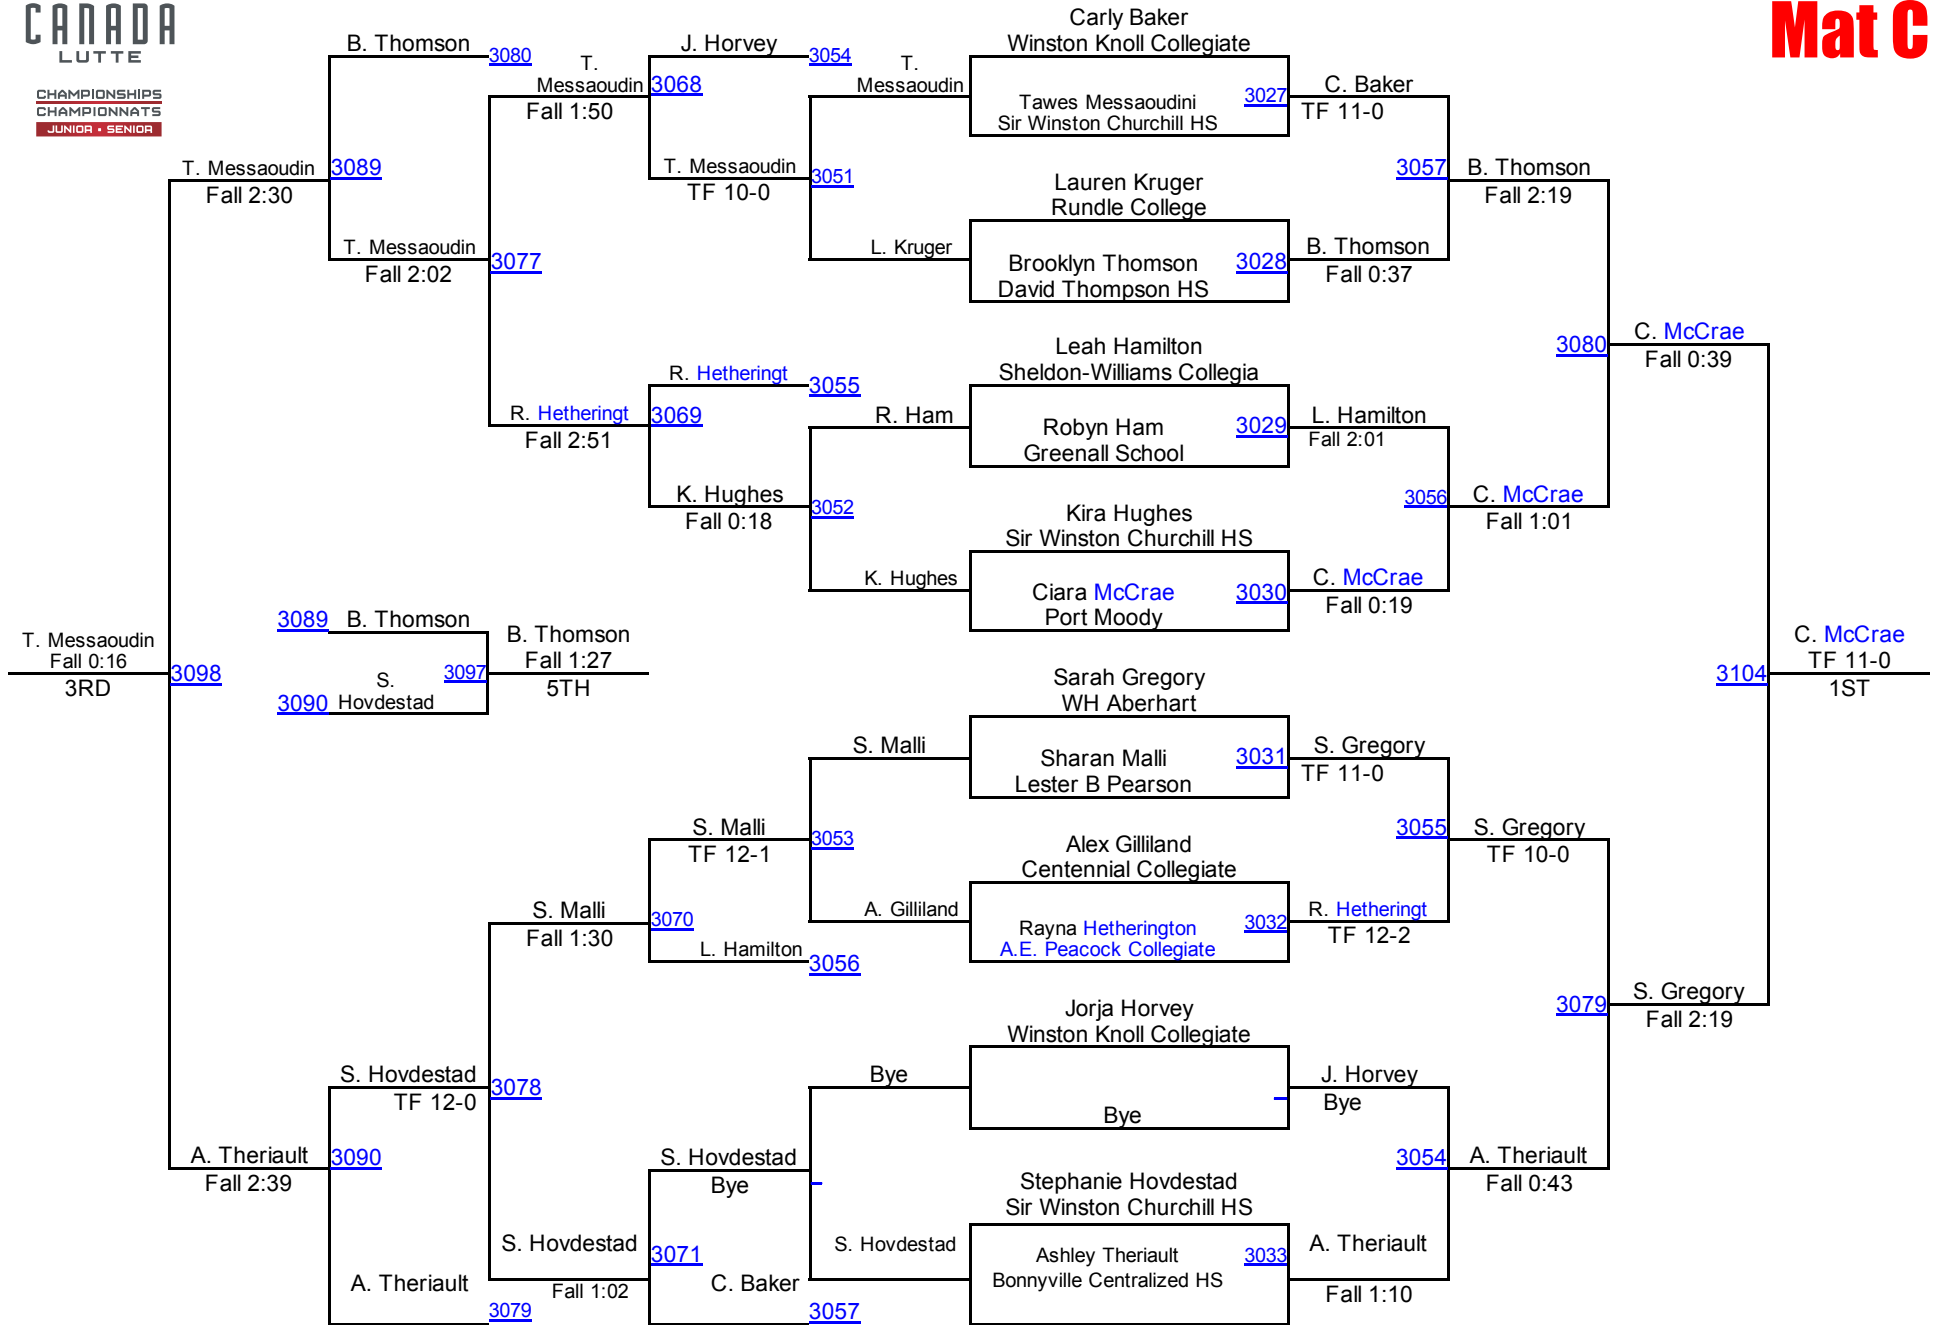 CANADA
LUTTE
CHAMPIONSHIPS
CHAMPIONNATS
JUNIOR • SENIOR
Mat C
B. Thomson
3080
T.
Messaoudin
Fall 1:50
J. Horvey
3054
3068
T.
Messaoudin
Carly Baker
Winston Knoll Collegiate
Tawes Messaoudini
Sir Winston Churchill HS
3027
C. Baker
TF 11-0
T. Messaoudin
Fall 2:30
3089
T. Messaoudin
TF 10-0
3051
Lauren Kruger
Rundle College
3057
B. Thomson
Fall 2:19
T. Messaoudin
Fall 2:02
3077
L. Kruger
Brooklyn Thomson
David Thompson HS
3028
B. Thomson
Fall 0:37
R. Hetheringt
3055
Leah Hamilton
Sheldon-Williams Collegia
3080
C. McCrae
Fall 0:39
R. Hetheringt
Fall 2:51
3069
R. Ham
Robyn Ham
Greenall School
3029
L. Hamilton
Fall 2:01
K. Hughes
Fall 0:18
3052
Kira Hughes
Sir Winston Churchill HS
3056
C. McCrae
Fall 1:01
K. Hughes
Ciara McCrae
Port Moody
3030
C. McCrae
Fall 0:19
T. Messaoudin
Fall 0:16
3RD
3098
3089
B. Thomson
3090
S.
Hovdestad
3097
B. Thomson
Fall 1:27
5TH
Sarah Gregory
WH Aberhart
3104
C. McCrae
TF 11-0
1ST
S. Malli
Sharan Malli
Lester B Pearson
3031
S. Gregory
TF 11-0
S. Malli
TF 12-1
3053
Alex Gilliland
Centennial Collegiate
3055
S. Gregory
TF 10-0
S. Malli
Fall 1:30
3070
L. Hamilton
3056
A. Gilliland
Rayna Hetherington
A.E. Peacock Collegiate
3032
R. Hetheringt
TF 12-2
Jorja Horvey
Winston Knoll Collegiate
3079
S. Gregory
Fall 2:19
S. Hovdestad
TF 12-0
3078
Bye
Bye
J. Horvey
Bye
A. Theriault
Fall 2:39
3090
S. Hovdestad
Bye
Stephanie Hovdestad
Sir Winston Churchill HS
3054
A. Theriault
Fall 0:43
S. Hovdestad
Fall 1:02
3071
S. Hovdestad
Ashley Theriault
Bonnyville Centralized HS
3033
A. Theriault
Fall 1:10
A. Theriault
3079
C. Baker
3057